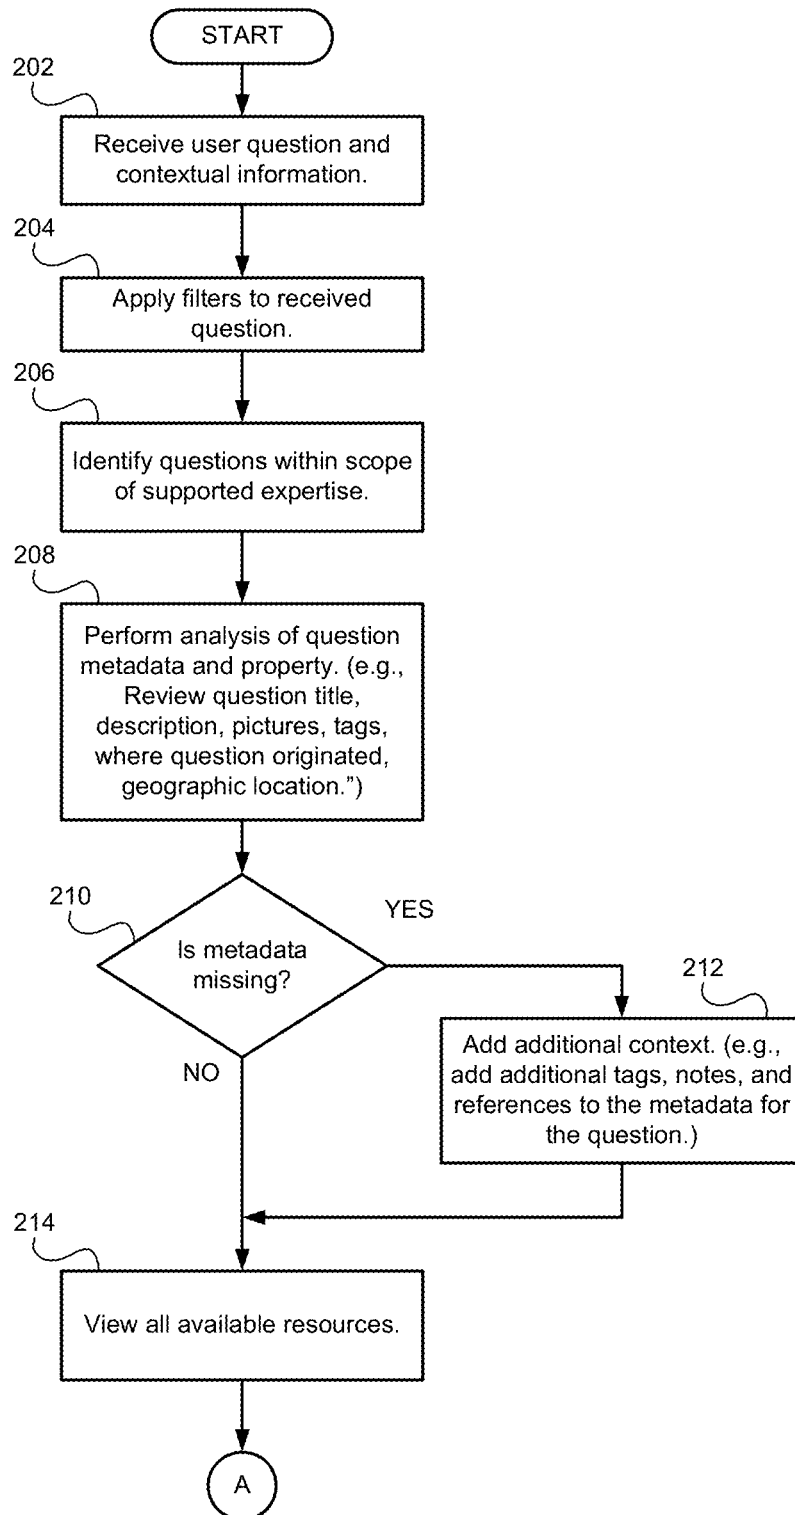 START
202
Receive user question and
contextual information.
204
Apply filters to received
question.
206
Identify questions within scope
of supported expertise.
208
Perform analysis of question
metadata and property. (e.g.,
Review question title,
description, pictures, tags,
where question originated,
geographic location.”)
210
YES
Is metadata
missing?
212
Add additional context. (e.g.,
add additional tags, notes, and
references to the metadata for
the question.)
NO
214
View all available resources.
A